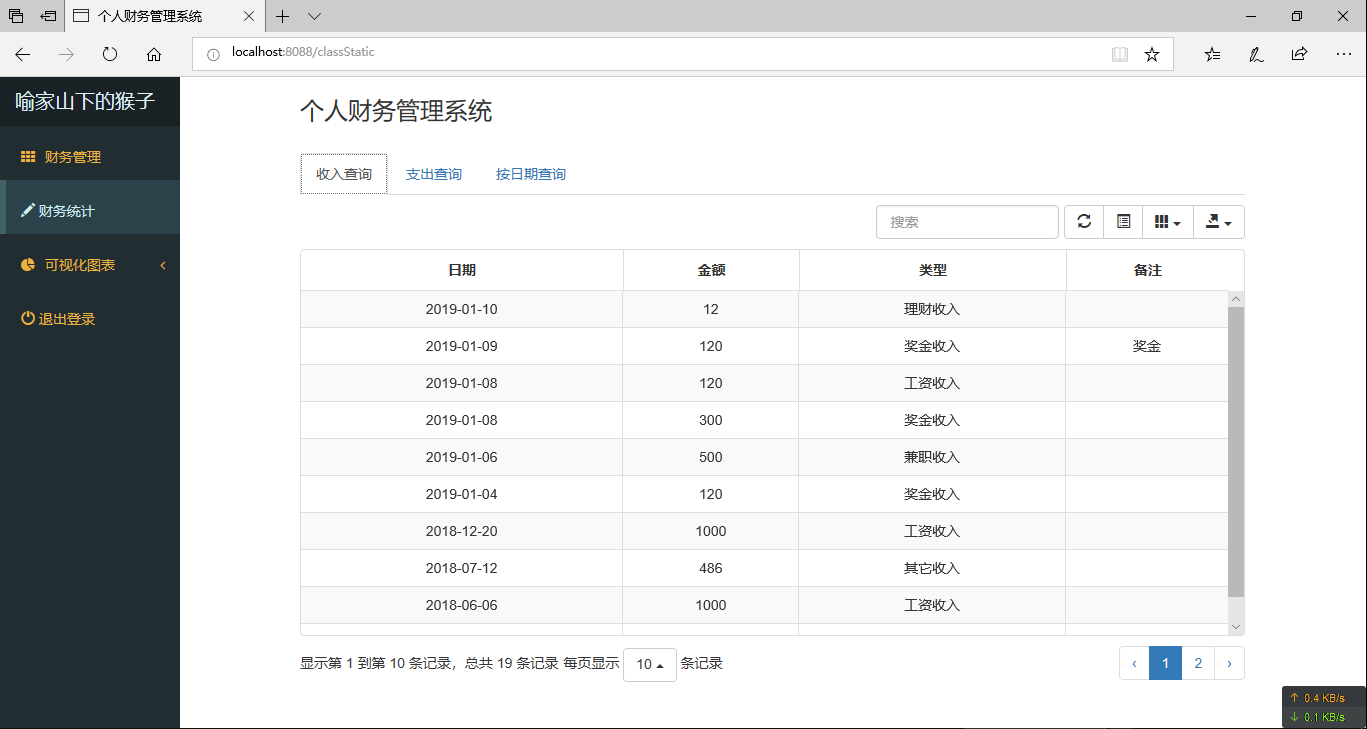 个人财务管理系统
localhost:8088/classStatic
喻家山下的猴子
财务管理
财务统计
可视化图表
退出登录
个人财务管理系统
收入查询 支出查询 按日期查询
搜索
日期 金额 类型 备注
2019-01-10 12 理财收入
2019-01-09 120 奖金收入 奖金
2019-01-08 120 工资收入
2019-01-08 300 奖金收入
2019-01-06 500 兼职收入
2019-01-04 120 奖金收入
2018-12-20 1000 工资收入
2018-07-12 486 其它收入
2018-06-06 1000 工资收入
显示第 1 到第 10 条记录，总共 19 条记录 每页显示 10 条记录
‹ 1 2 ›
↑ 0.4 KB/s
↓ 0.1 KB/s